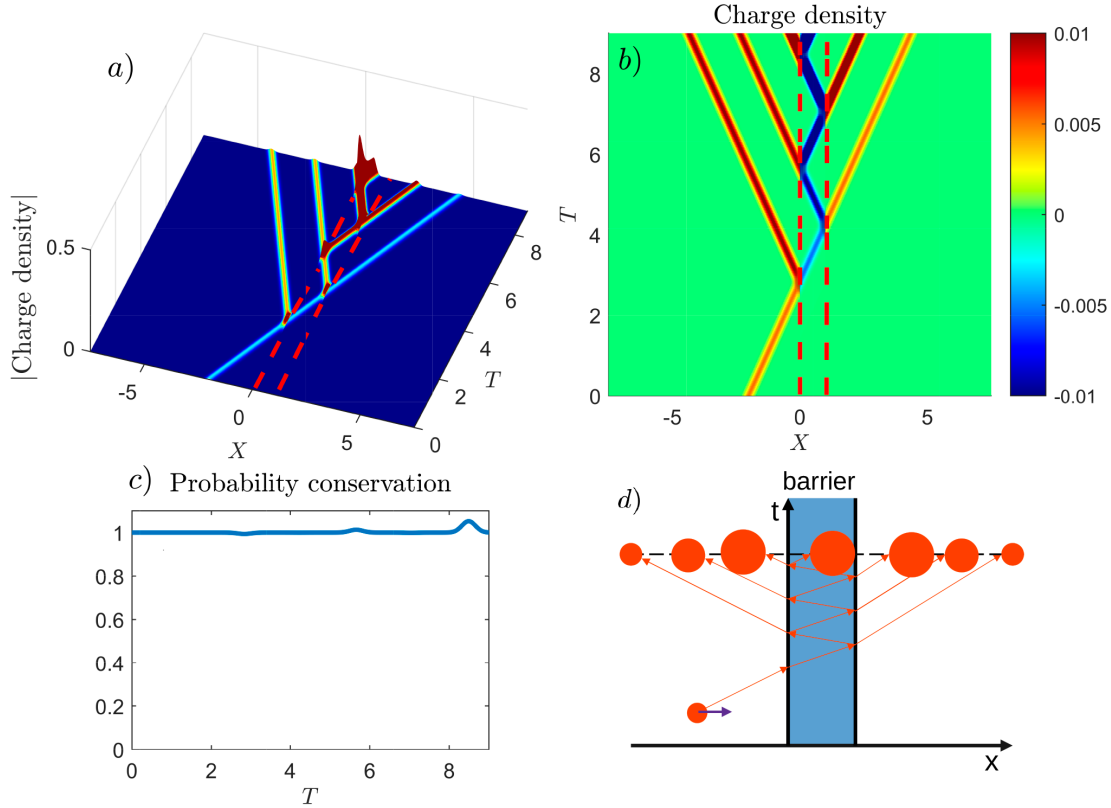 a)
|Charge density|
0.5
0
-5
0
5
X
0
2
4
6
8
T
Charge density
b)
8
6
4
2
0
T
-5
0
5
X
0.01
0.005
0
-0.005
-0.01
c) Probability conservation
1
0.8
0.6
0.4
0.2
0
0
2
4
6
8
T
d)
barrier
t
x